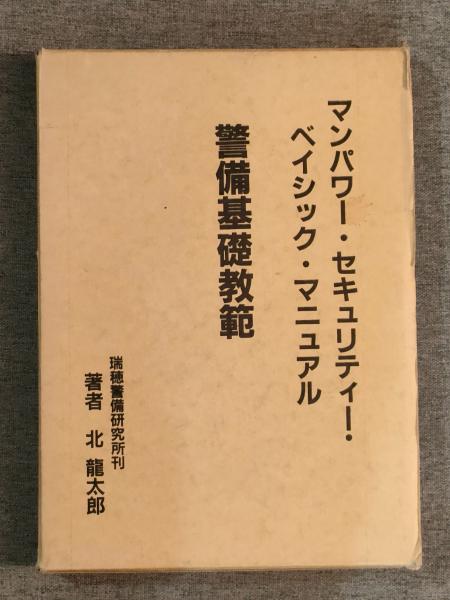 マンパワー・セキュリティー・
ベイシック・マニュアル
警備基礎教範
瑞穂警備研究所刊
著者 北 龍太郎